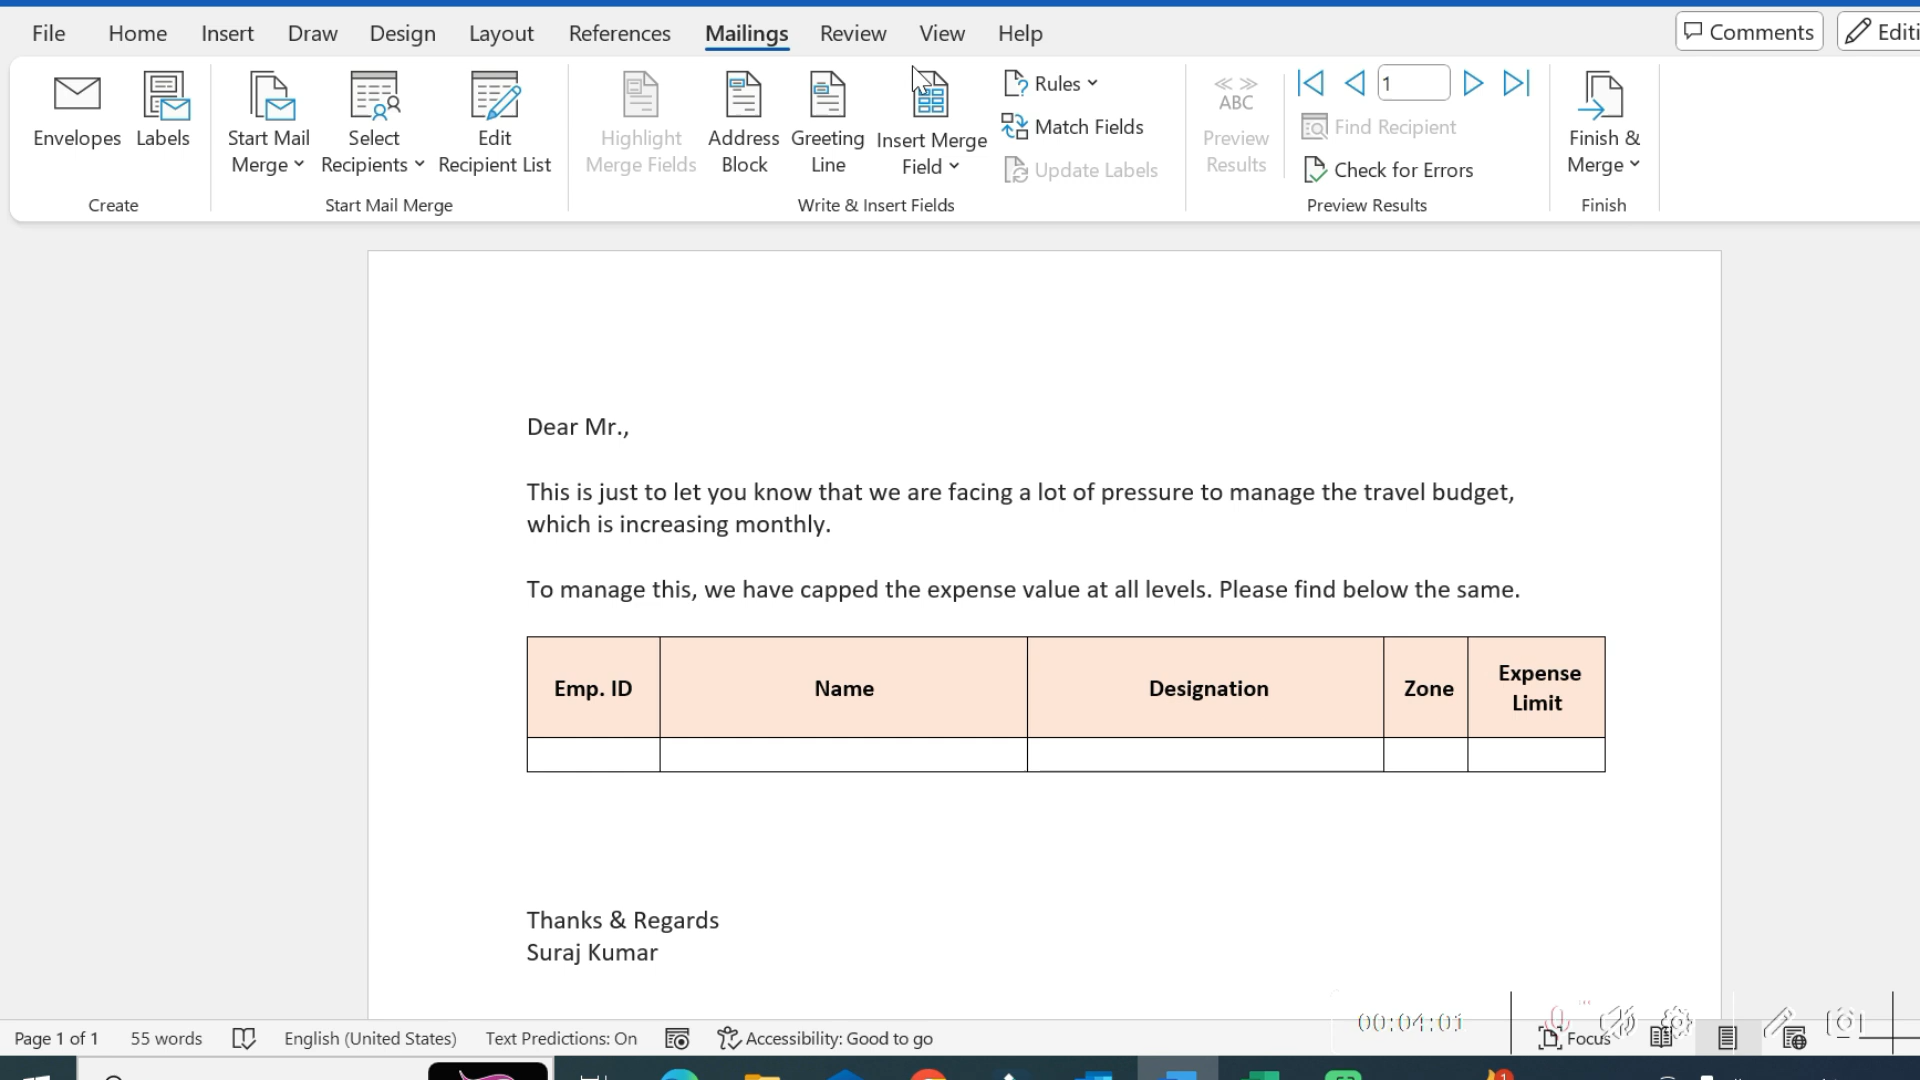 File Home Insert Draw Design Layout References Mailings Review View Help Comments Editi
Envelopes Labels Start Mail Merge Select Recipients Edit Recipient List Highlight Merge Fields Address Block Greeting Line Insert Merge Field Rules Match Fields Update Labels
ABC Preview Results 1 Find Recipient Check for Errors Finish & Merge
Create Start Mail Merge Write & Insert Fields Preview Results Finish
Dear Mr.,
This is just to let you know that we are facing a lot of pressure to manage the travel budget,
which is increasing monthly.
To manage this, we have capped the expense value at all levels. Please find below the same.
Emp. ID Name Designation Zone Expense Limit
Thanks & Regards
Suraj Kumar
00:04:01
Page 1 of 1 55 words English (United States) Text Predictions: On Accessibility: Good to go Focus
1